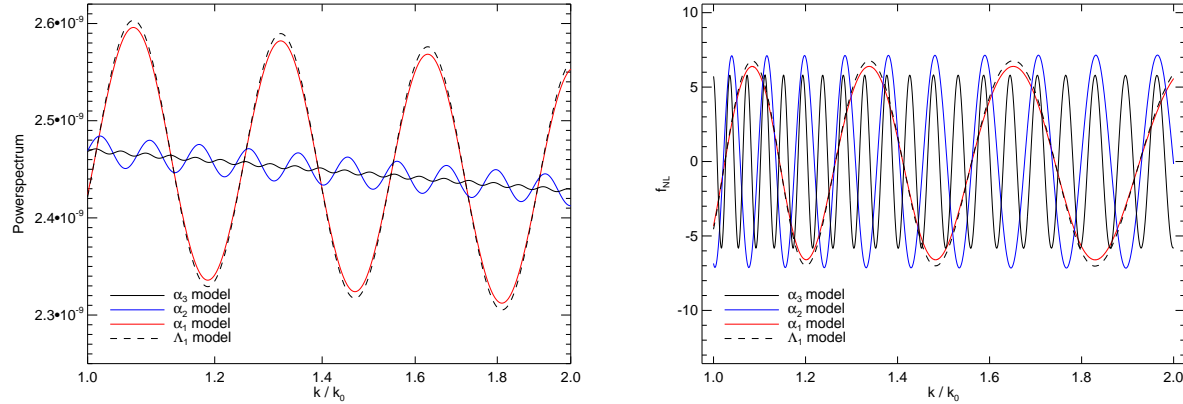 2.6•10⁻⁹
2.5•10⁻⁹
2.4•10⁻⁹
2.3•10⁻⁹
Powerspectrum
α₃ model
α₂ model
α₁ model
Λ₁ model
1.0 1.2 1.4 1.6 1.8 2.0
k / k₀
10
5
0
-5
-10
f_NL
α₃ model
α₂ model
α₁ model
Λ₁ model
1.0 1.2 1.4 1.6 1.8 2.0
k / k₀